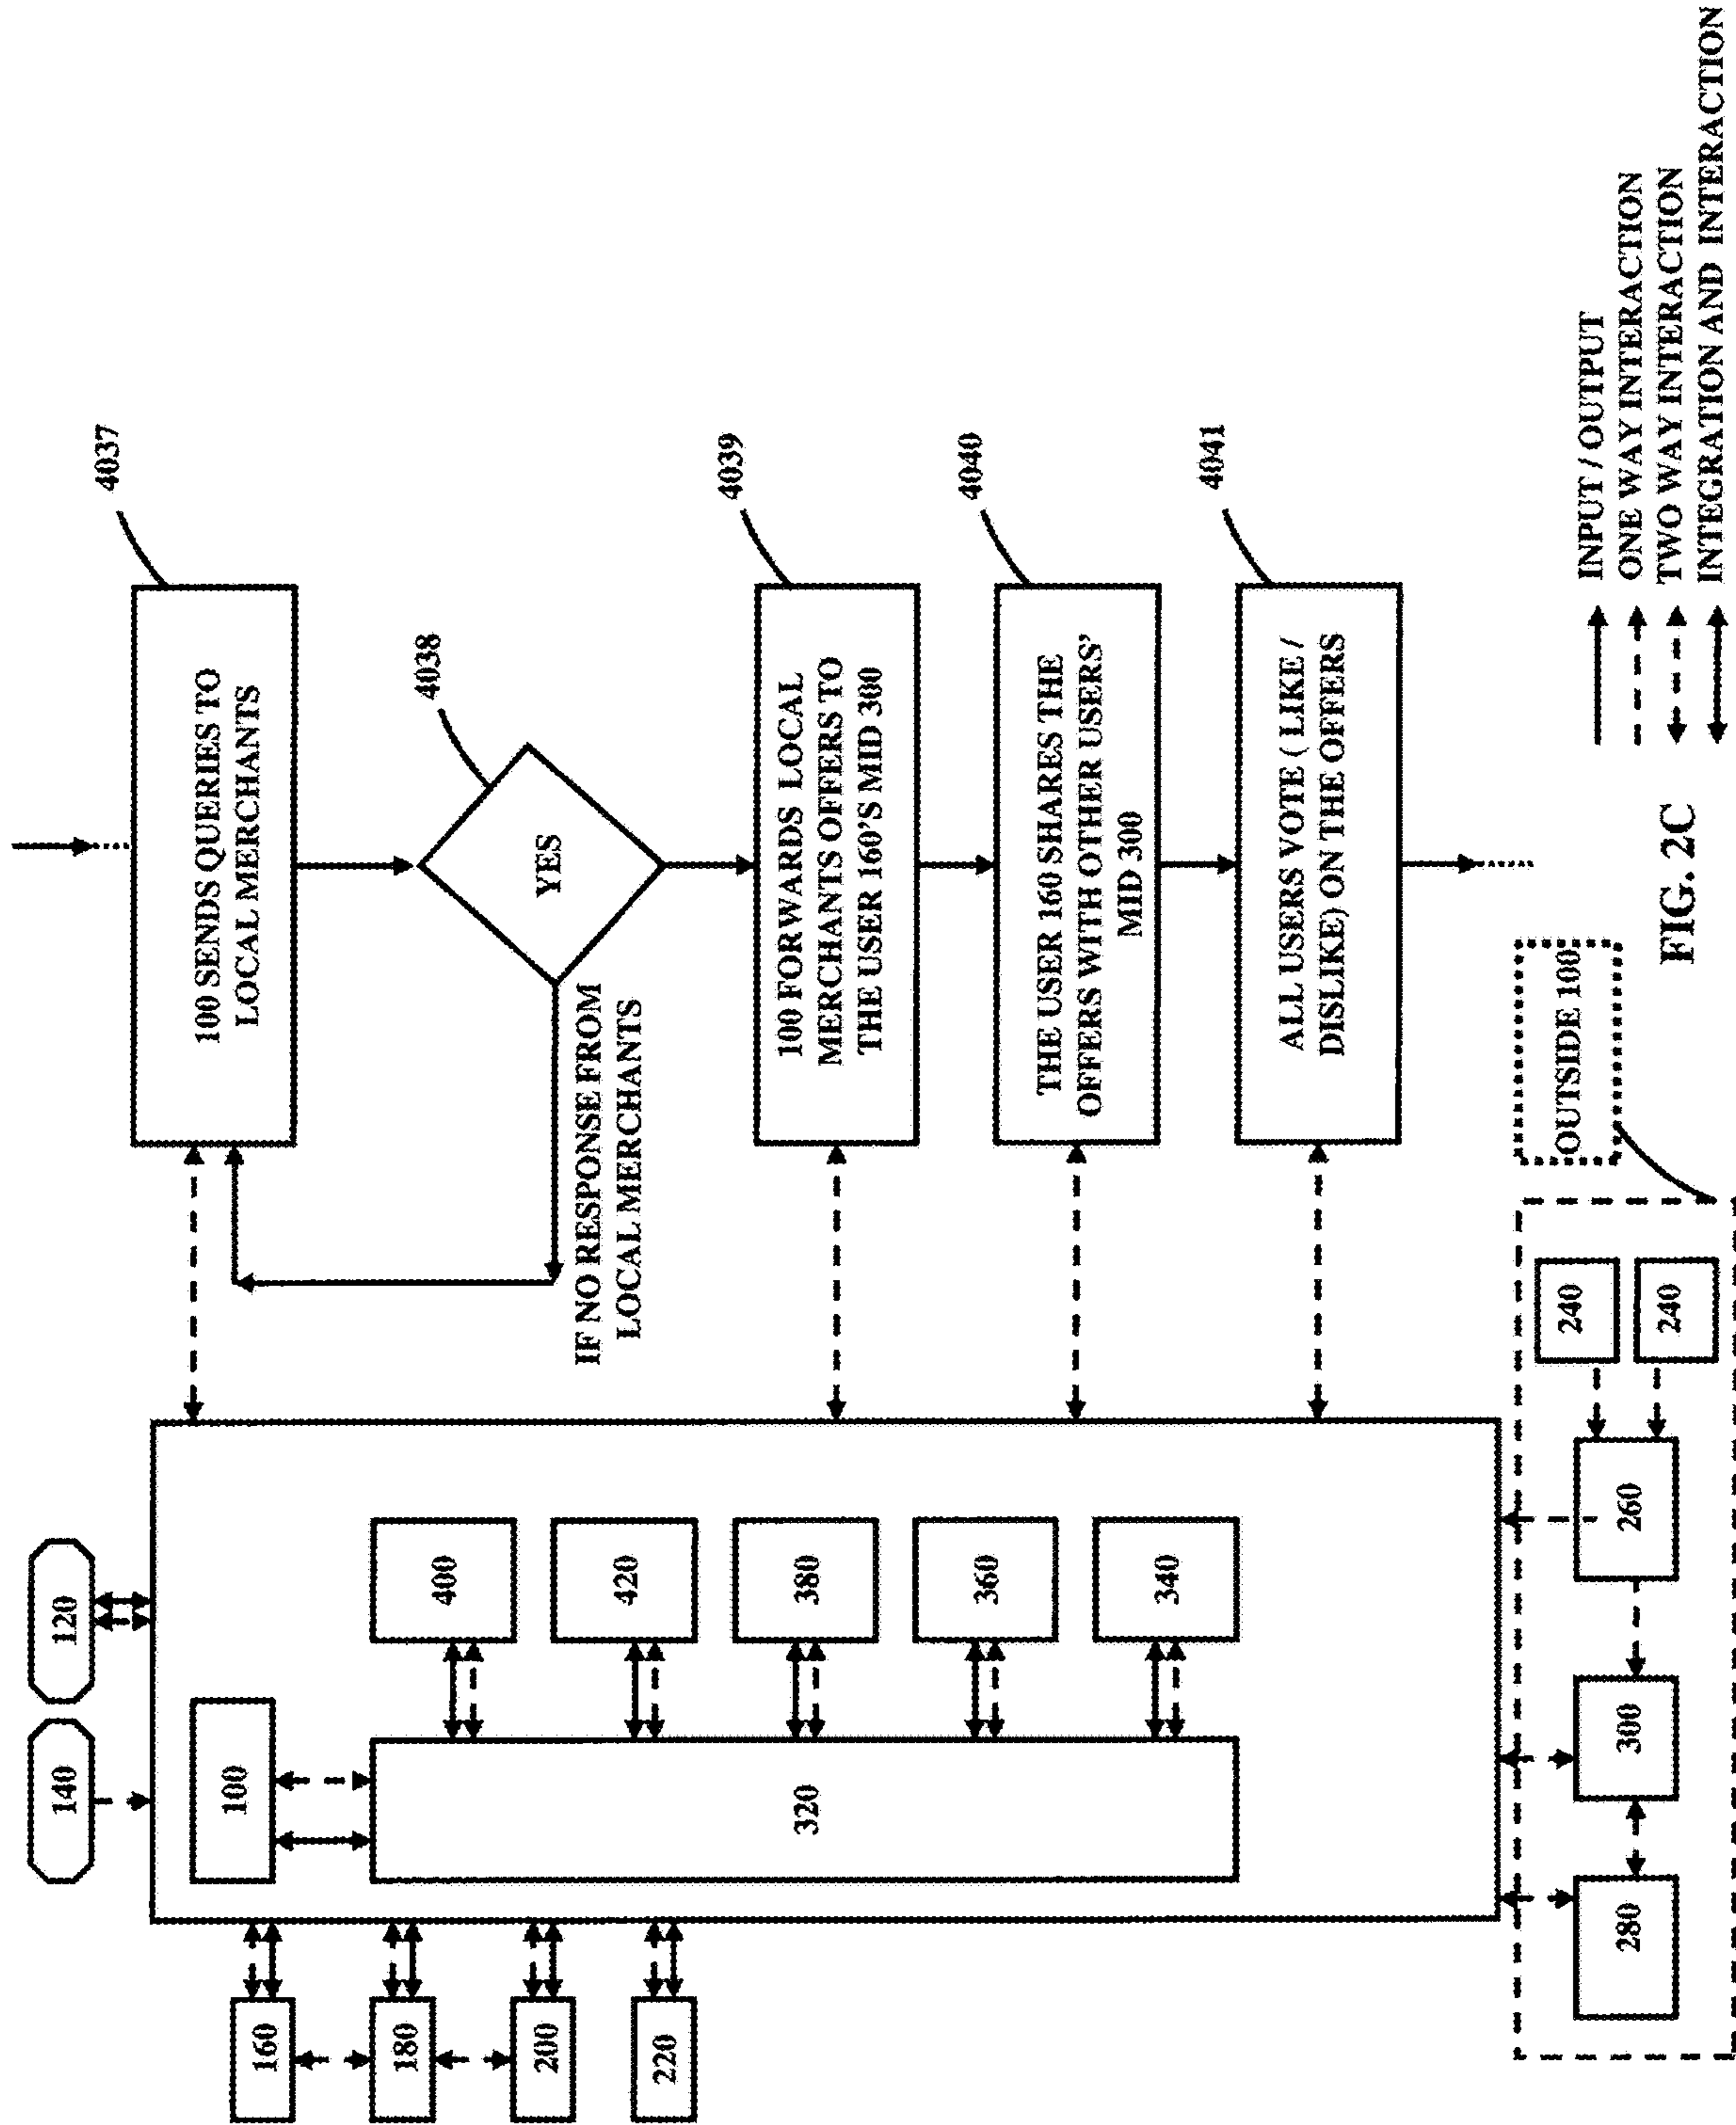 140
120
160
180
200
220
100
320
400
420
380
360
340
280
300
260
240
240
OUTSIDE 100
4037
100 SENDS QUERIES TO
LOCAL MERCHANTS
4038
YES
IF NO RESPONSE FROM
LOCAL MERCHANTS
4039
100 FORWARDS LOCAL
MERCHANTS OFFERS TO
THE USER 160'S MID 300
4040
THE USER 160 SHARES THE
OFFERS WITH OTHER USERS'
MID 300
4041
ALL USERS VOTE ( LIKE /
DISLIKE) ON THE OFFERS
INPUT / OUTPUT
ONE WAY INTERACTION
TWO WAY INTERACTION
INTEGRATION AND INTERACTION
FIG. 2C